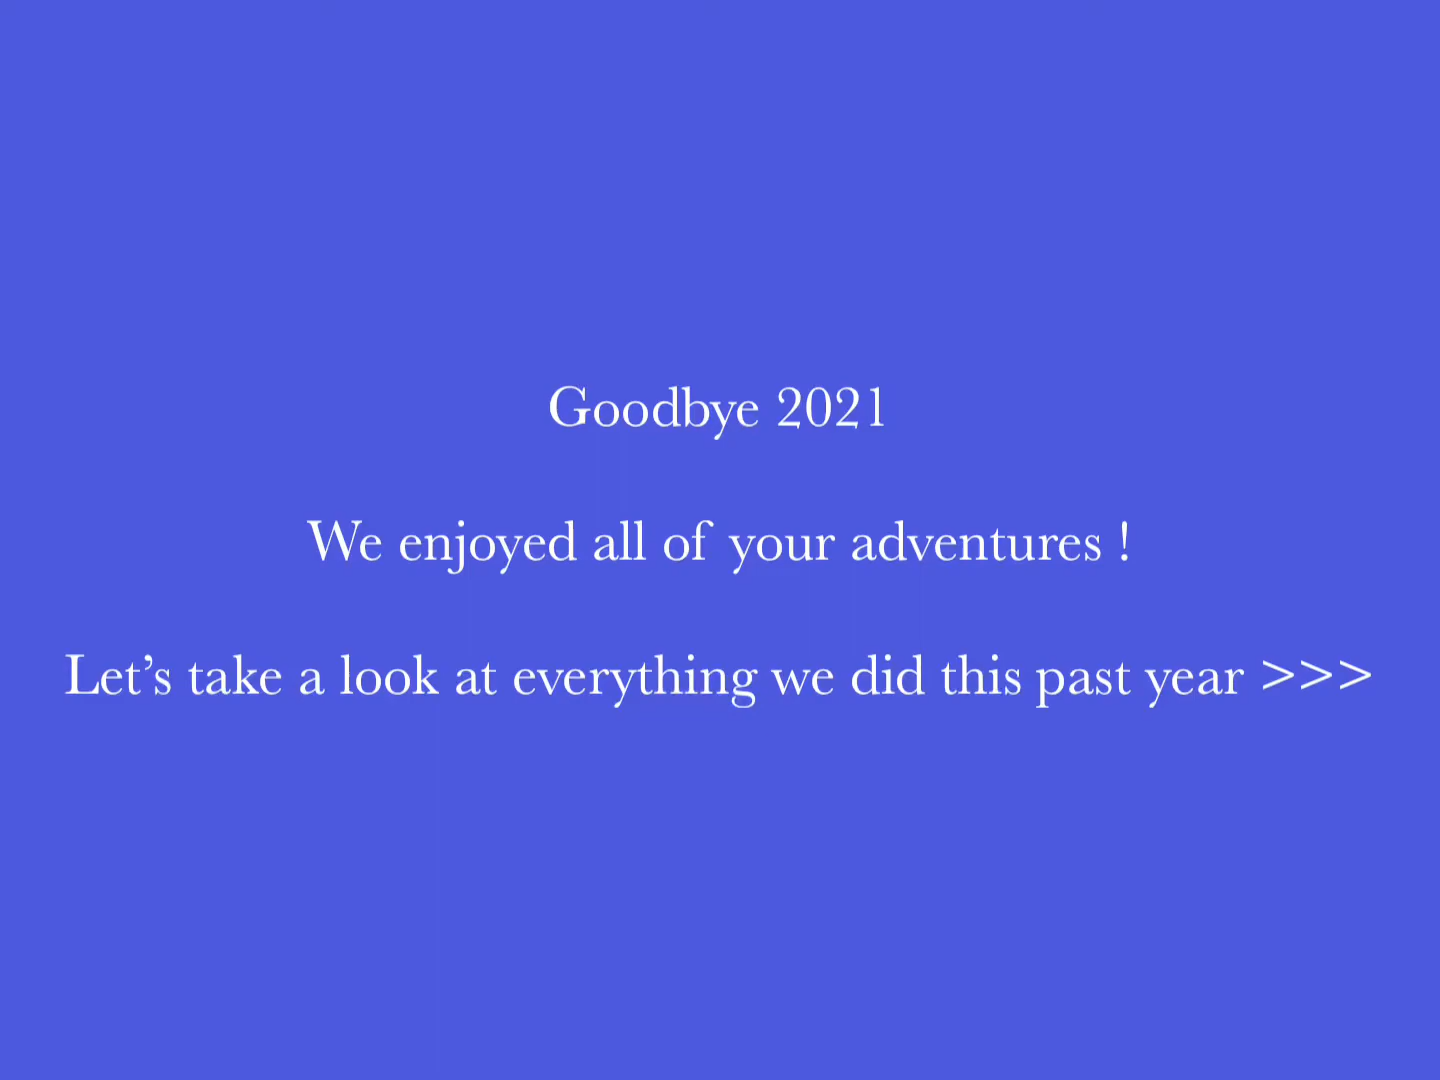 Goodbye 2021
We enjoyed all of your adventures !
Let’s take a look at everything we did this past year >>>